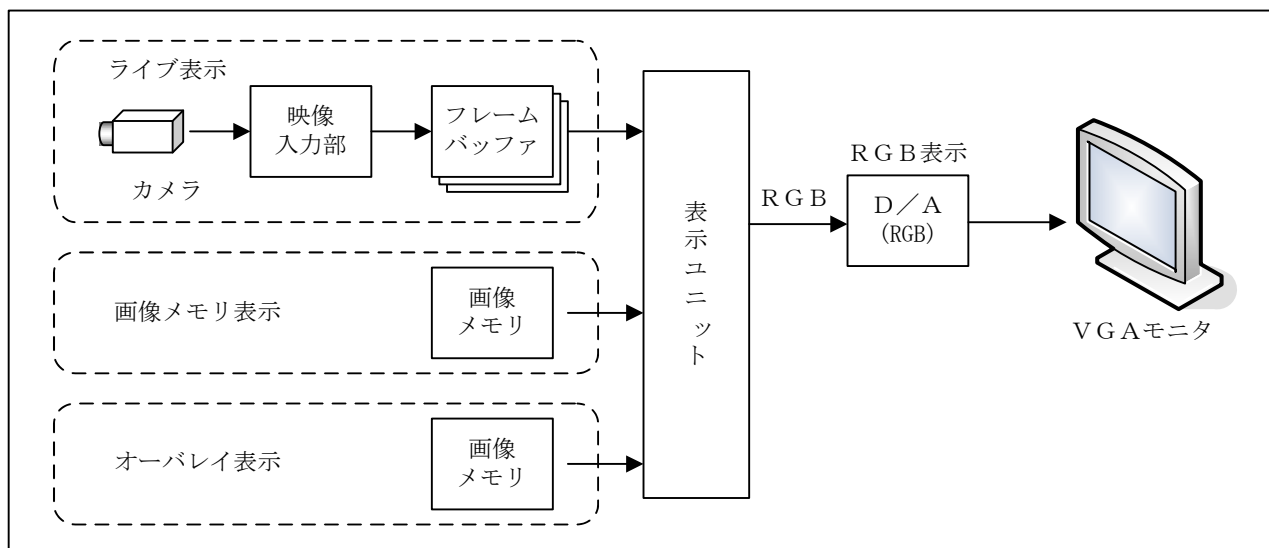 ライブ表示
カメラ
映像
入力部
フレーム
バッファ
画像メモリ表示
画像
メモリ
オーバレイ表示
画像
メモリ
表示ユニット
ＲＧＢ
ＲＧＢ表示
Ｄ／Ａ
(RGB)
ＶＧＡモニタ